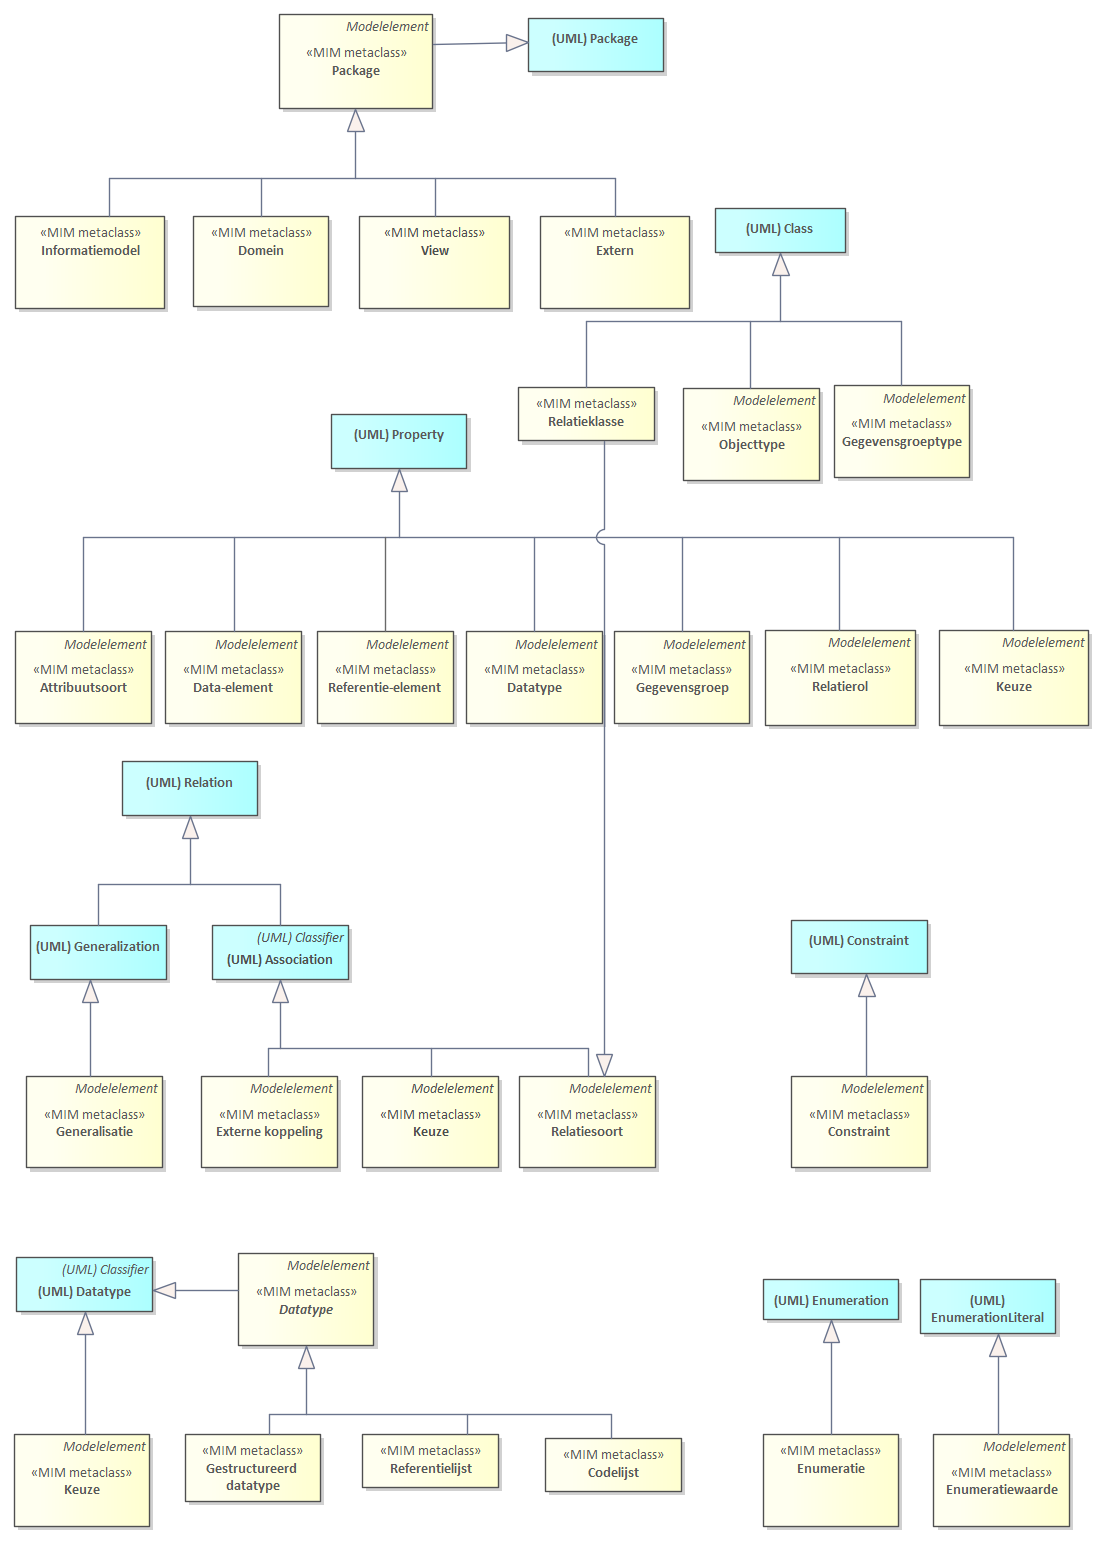 Modelelement
«MIM metaclass»
Package
(UML) Package
«MIM metaclass»
Informatiemodel
«MIM metaclass»
Domein
«MIM metaclass»
View
«MIM metaclass»
Extern
(UML) Class
«MIM metaclass»
Relatieklasse
Modelelement
«MIM metaclass»
Objecttype
Modelelement
«MIM metaclass»
Gegevensgroeptype
(UML) Property
Modelelement
«MIM metaclass»
Attribuutsoort
Modelelement
«MIM metaclass»
Data-element
Modelelement
«MIM metaclass»
Referentie-element
Modelelement
«MIM metaclass»
Datatype
Modelelement
«MIM metaclass»
Gegevensgroep
Modelelement
«MIM metaclass»
Relatierol
Modelelement
«MIM metaclass»
Keuze
(UML) Relation
(UML) Generalization
(UML) Classifier
(UML) Association
(UML) Constraint
Modelelement
«MIM metaclass»
Generalisatie
Modelelement
«MIM metaclass»
Externe koppeling
Modelelement
«MIM metaclass»
Keuze
Modelelement
«MIM metaclass»
Relatiesoort
Modelelement
«MIM metaclass»
Constraint
(UML) Classifier
(UML) Datatype
Modelelement
«MIM metaclass»
Datatype
(UML) Enumeration
(UML)
EnumerationLiteral
Modelelement
«MIM metaclass»
Keuze
«MIM metaclass»
Gestructureerd
datatype
«MIM metaclass»
Referentielijst
«MIM metaclass»
Codelijst
«MIM metaclass»
Enumeratie
Modelelement
«MIM metaclass»
Enumeratiewaarde